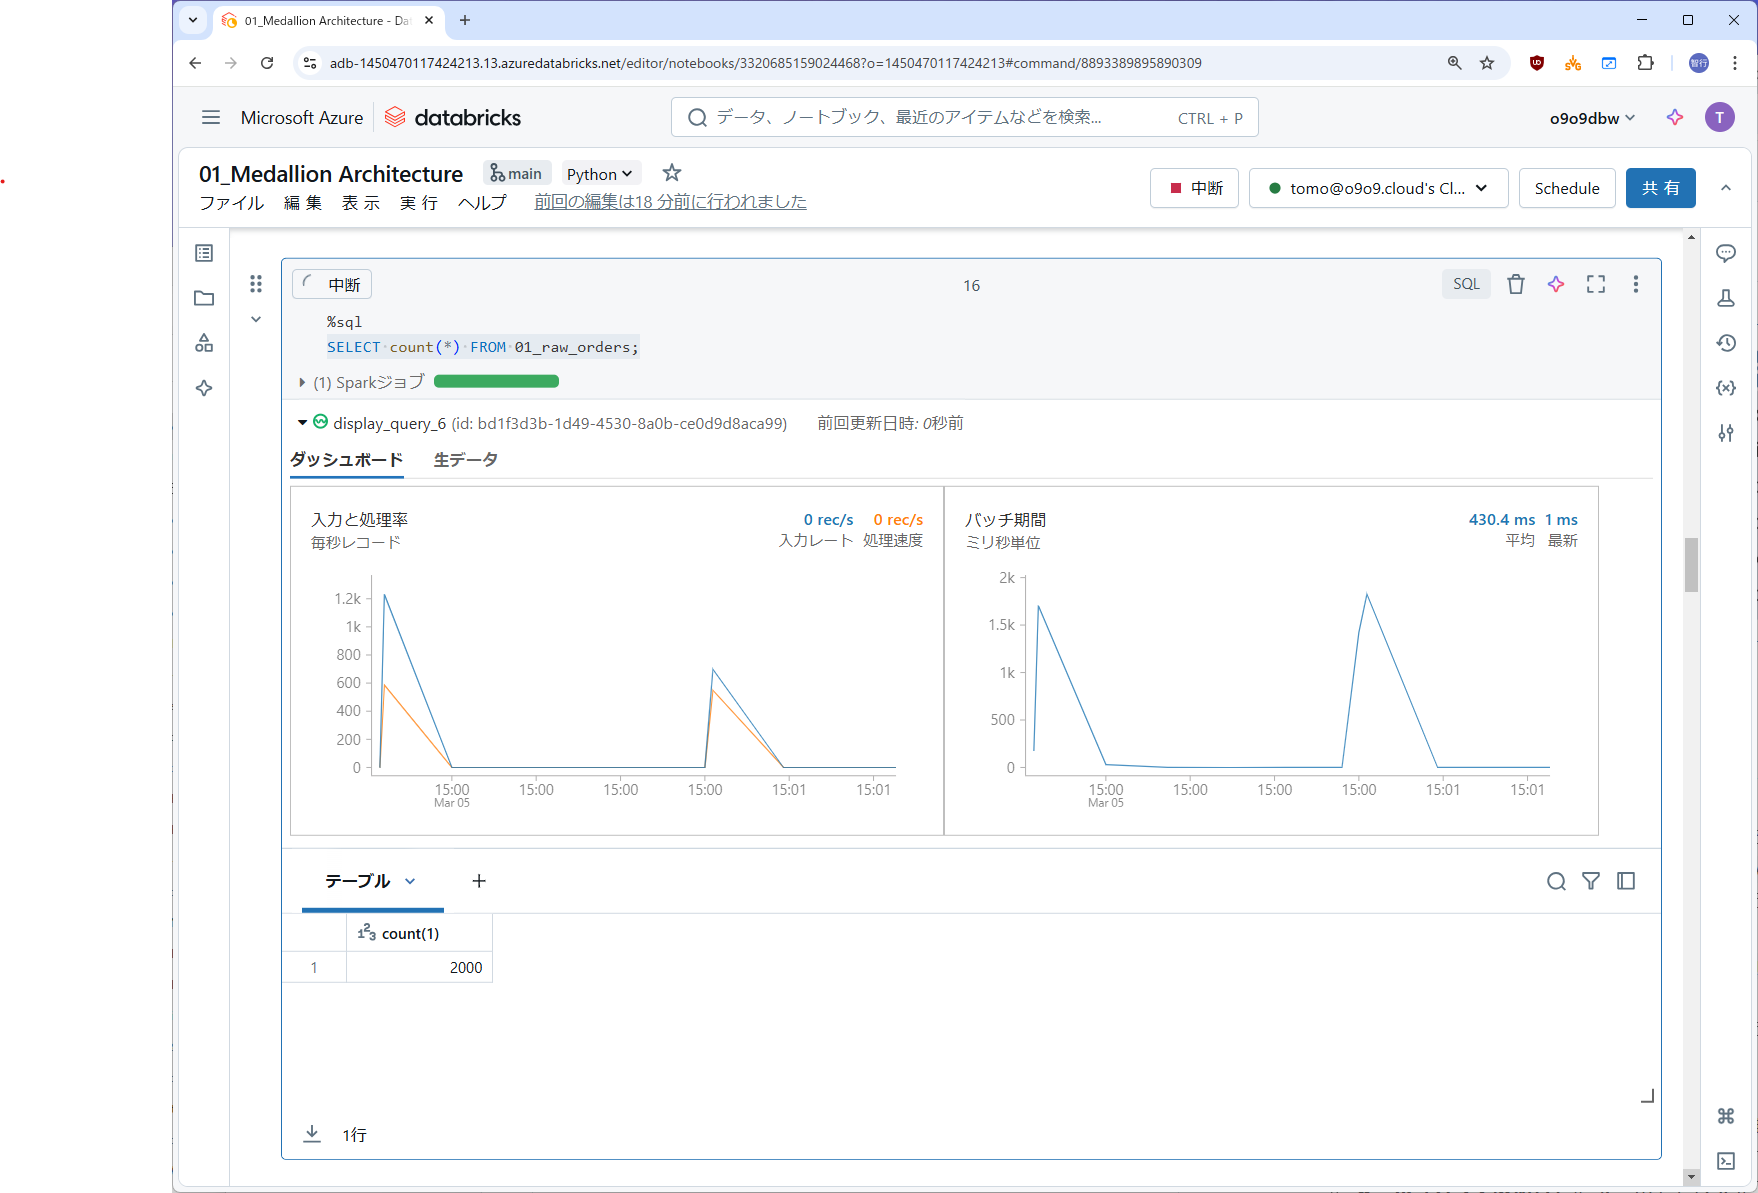 01_Medallion Architecture - Da
adb-1450470117424213.13.azuredatabricks.net/editor/notebooks/3320685159024468?o=1450470117424213#command/8893389895890309
智行
Microsoft Azure
databricks
データ、ノートブック、最近のアイテムなどを検索...
CTRL + P
o9o9dbw
T
01_Medallion Architecture
main
Python
ファイル 編集 表示 実行 ヘルプ 前回の編集は18 分前に行われました
中断
tomo@o9o9.cloud's Cl...
Schedule
共有
中断
16
SQL
%sql
SELECT count(*) FROM 01_raw_orders;
(1) Sparkジョブ
display_query_6 (id: bd1f3d3b-1d49-4530-8a0b-ce0d9d8aca99) 前回更新日時: 0秒前
ダッシュボード 生データ
入力と処理率
毎秒レコード
0 rec/s 0 rec/s
入力レート 処理速度
1.2k
1k
800
600
400
200
0
15:00 15:00 15:00 15:00 15:01 15:01
Mar 05
バッチ期間
ミリ秒単位
430.4 ms 1 ms
平均 最新
2k
1.5k
1k
500
0
15:00 15:00 15:00 15:00 15:01 15:01
Mar 05
テーブル
+
123 count(1)
1 2000
1行